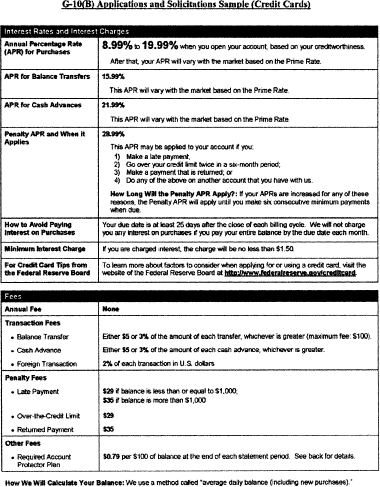 G-10(B) Applications and Solicitations Sample (Credit Cards)
Interest Rates and Interest Charges
Annual Percentage Rate (APR) for Purchases
8.99% to 19.99% when you open your account, based on your creditworthiness.
After that, your APR will vary with the market based on the Prime Rate.
APR for Balance Transfers
15.99%
This APR will vary with the market based on the Prime Rate.
APR for Cash Advances
21.99%
This APR will vary with the market based on the Prime Rate.
Penalty APR and When it Applies
28.99%
This APR may be applied to your account if you:
1) Make a late payment;
2) Go over your credit limit twice in a six-month period;
3) Make a payment that is returned; or
4) Do any of the above on another account that you have with us.
How Long Will the Penalty APR Apply?: If your APRs are increased for any of these
reasons, the Penalty APR will apply until you make six consecutive minimum payments
when due.
How to Avoid Paying Interest on Purchases
Your due date is at least 25 days after the close of each billing cycle. We will not charge
you any interest on purchases if you pay your entire balance by the due date each month.
Minimum Interest Charge
If you are charged interest, the charge will be no less than $1.50.
For Credit Card Tips from the Federal Reserve Board
To learn more about factors to consider when applying for or using a credit card, visit the
website of the Federal Reserve Board at http://www.federalreserve.gov/creditcard.
Fees
Annual Fee
None
Transaction Fees
• Balance Transfer
Either $5 or 3% of the amount of each transfer, whichever is greater (maximum fee: $100).
• Cash Advance
Either $5 or 3% of the amount of each cash advance, whichever is greater.
• Foreign Transaction
2% of each transaction in U.S. dollars
Penalty Fees
• Late Payment
$29 if balance is less than or equal to $1,000;
$35 if balance is more than $1,000
• Over-the-Credit Limit
$29
• Returned Payment
$35
Other Fees
• Required Account Protector Plan
$0.79 per $100 of balance at the end of each statement period. See back for details.
How We Will Calculate Your Balance: We use a method called "average daily balance (including new purchases)."